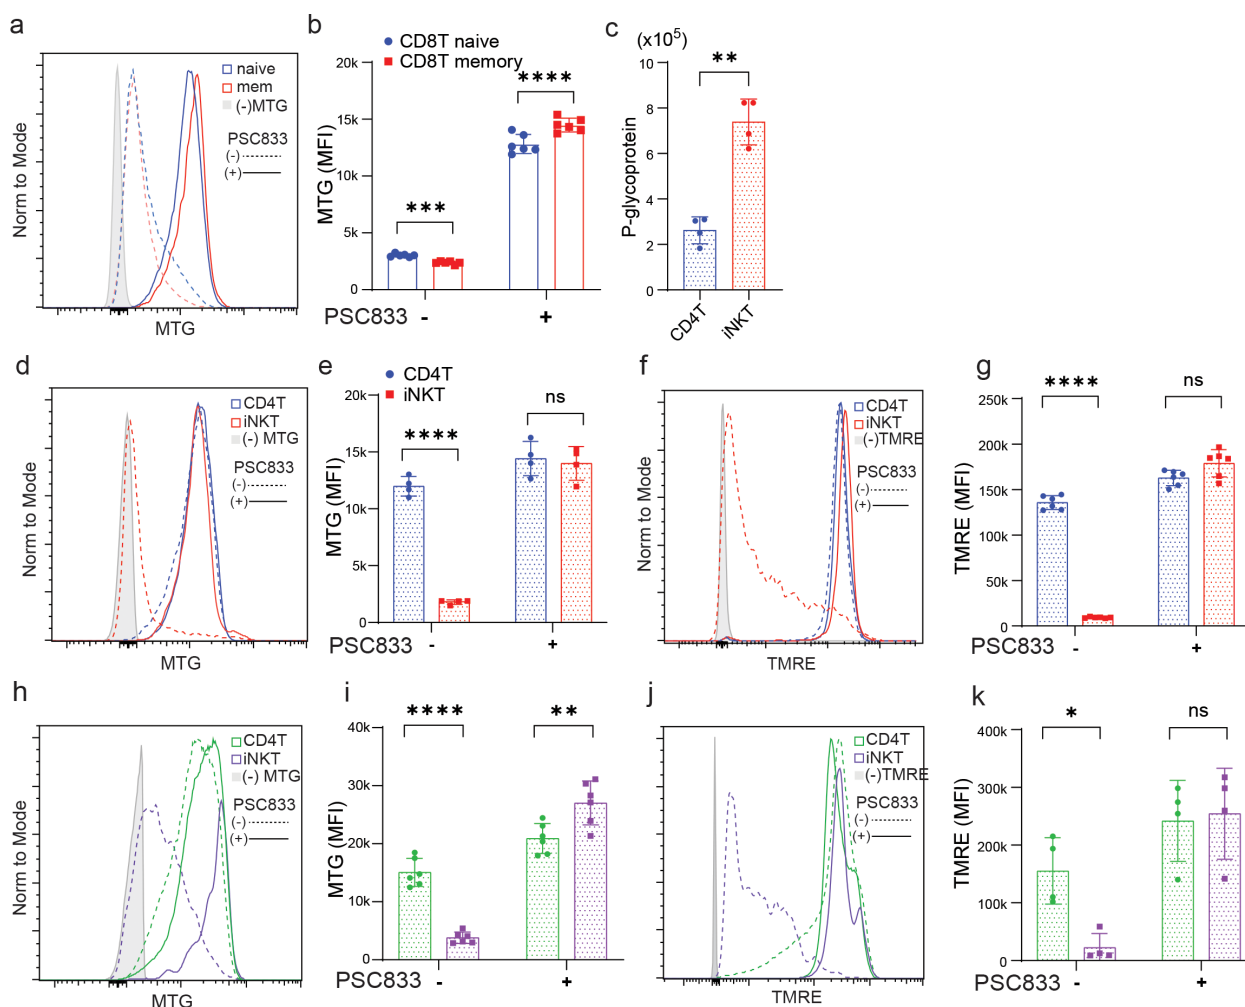 a
naive
mem
(-)MTG
PSC833
(-)
(+)
Norm to Mode
MTG
b
CD8T naive
CD8T memory
20k
15k
10k
5k
0
MTG (MFI)
***
****
PSC833 - +
c
(x10⁵)
10
8
6
4
2
0
P-glycoprotein
**
CD4T
iNKT
d
CD4T
iNKT
(-) MTG
PSC833
(-)
(+)
Norm to Mode
MTG
e
CD4T
iNKT
20k
15k
10k
5k
0
MTG (MFI)
****
ns
PSC833 - +
f
CD4T
iNKT
(-)TMRE
PSC833
(-)
(+)
Norm to Mode
TMRE
g
250k
200k
150k
100k
50k
0
TMRE (MFI)
****
ns
PSC833 - +
h
CD4T
iNKT
(-) MTG
PSC833
(-)
(+)
Norm to Mode
MTG
i
40k
30k
20k
10k
0
MTG (MFI)
****
**
PSC833 - +
j
CD4T
iNKT
(-)TMRE
PSC833
(-)
(+)
Norm to Mode
TMRE
k
400k
300k
200k
100k
0
TMRE (MFI)
*
ns
PSC833 - +